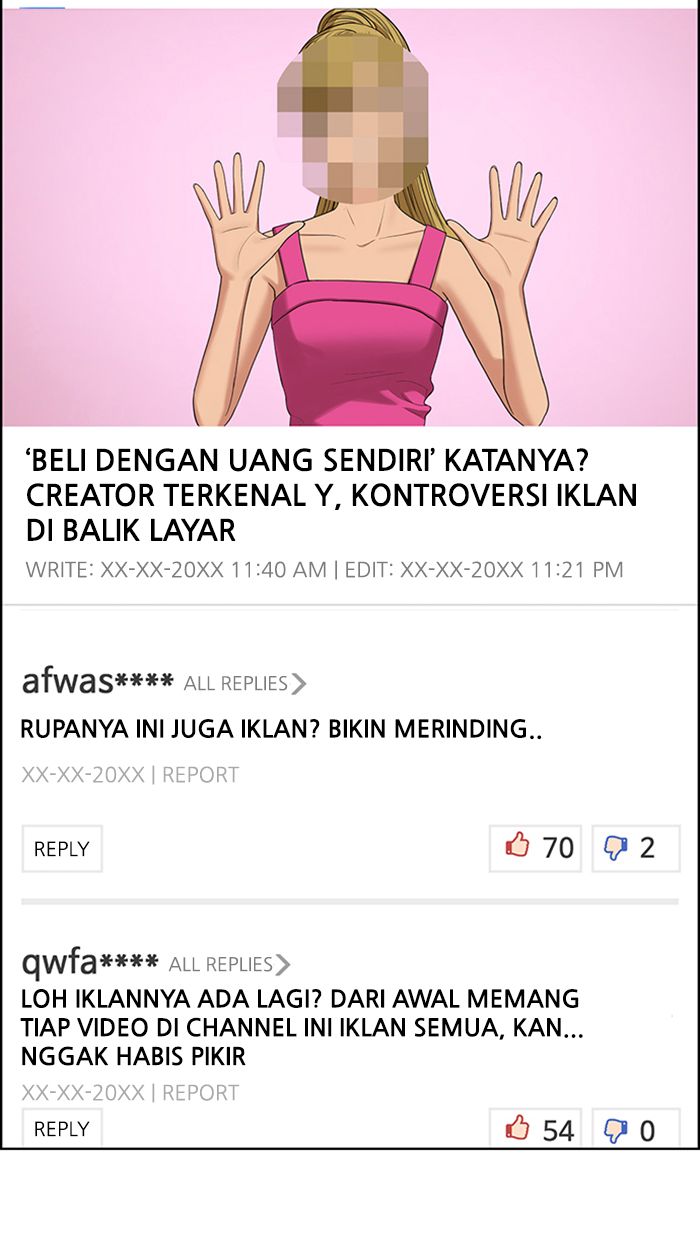 ‘BELI DENGAN UANG SENDIRI’ KATANYA?
CREATOR TERKENAL Y, KONTROVERSI IKLAN
DI BALIK LAYAR
WRITE: XX-XX-20XX 11:40 AM | EDIT: XX-XX-20XX 11:21 PM
afwas**** ALL REPLIES >
RUPANYA INI JUGA IKLAN? BIKIN MERINDING..
XX-XX-20XX | REPORT
REPLY 70 2
qwfa**** ALL REPLIES >
LOH IKLANNYA ADA LAGI? DARI AWAL MEMANG
TIAP VIDEO DI CHANNEL INI IKLAN SEMUA, KAN...
NGGAK HABIS PIKIR
XX-XX-20XX | REPORT
REPLY 54 0